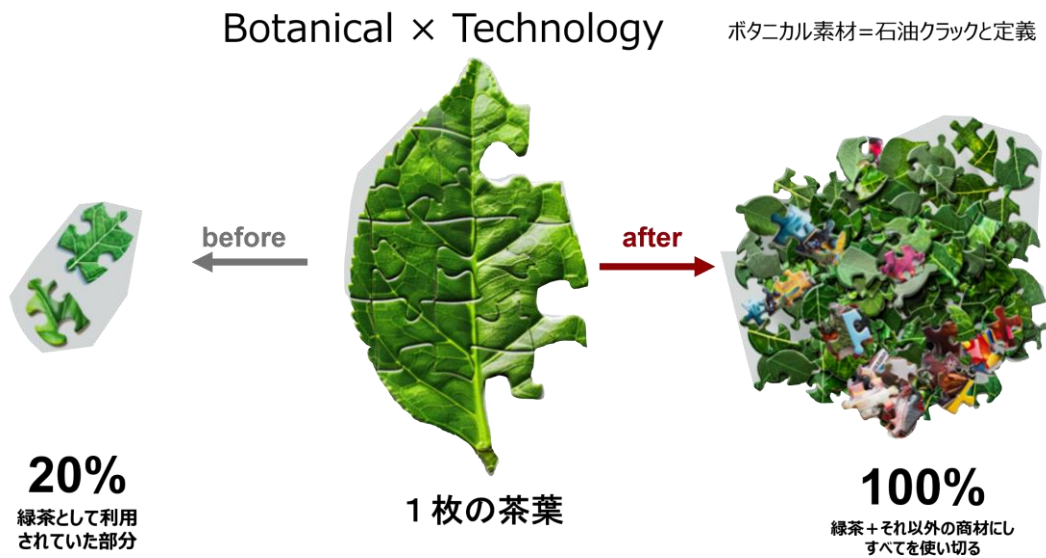 Botanical × Technology
ボタニカル素材=石油クラックと定義
before
after
20%
緑茶として利用
されていた部分
１枚の茶葉
100%
緑茶+それ以外の商材にし
すべてを使い切る